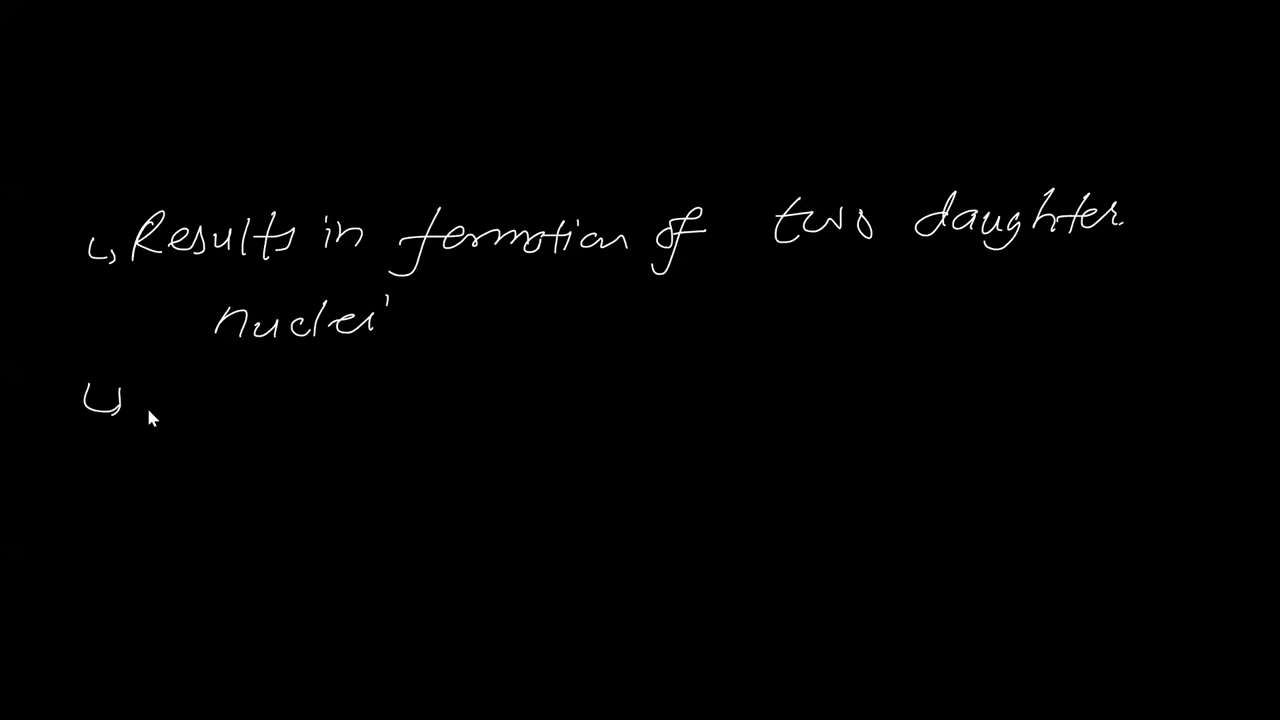 ↳ Results in formation of two daughter
nuclei